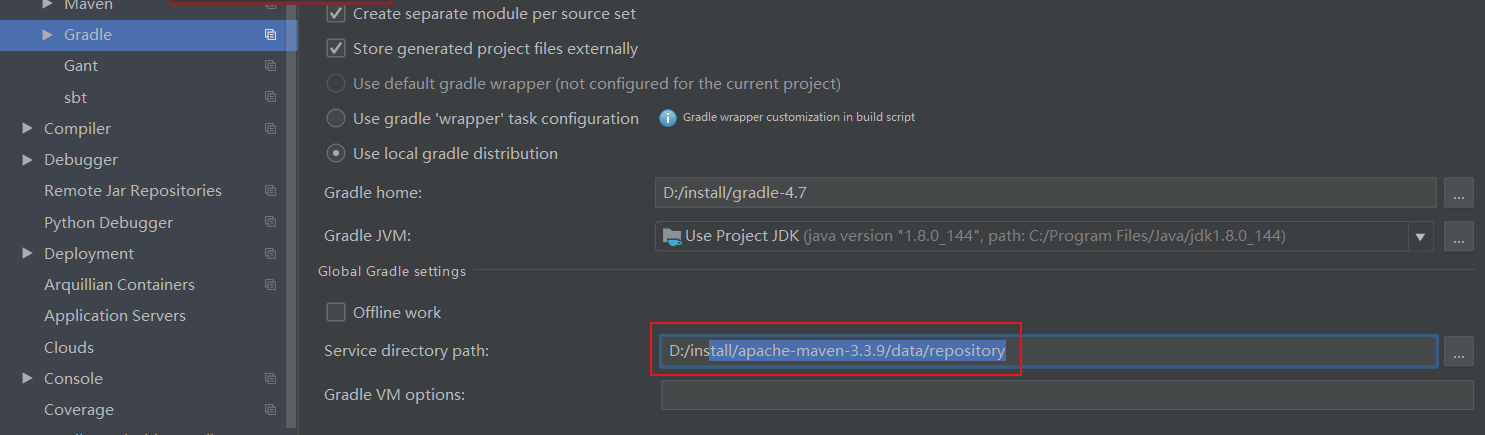 Maven
Gradle
Gant
sbt
Compiler
Debugger
Remote Jar Repositories
Python Debugger
Deployment
Arquillian Containers
Application Servers
Clouds
Console
Coverage
Create separate module per source set
Store generated project files externally
Use default gradle wrapper (not configured for the current project)
Use gradle 'wrapper' task configuration Gradle wrapper customization in build script
Use local gradle distribution
Gradle home: D:/install/gradle-4.7 ...
Gradle JVM: Use Project JDK (java version "1.8.0_144", path: C:/Program Files/Java/jdk1.8.0_144) ...
Global Gradle settings
Offline work
Service directory path: D:/install/apache-maven-3.3.9/data/repository ...
Gradle VM options: